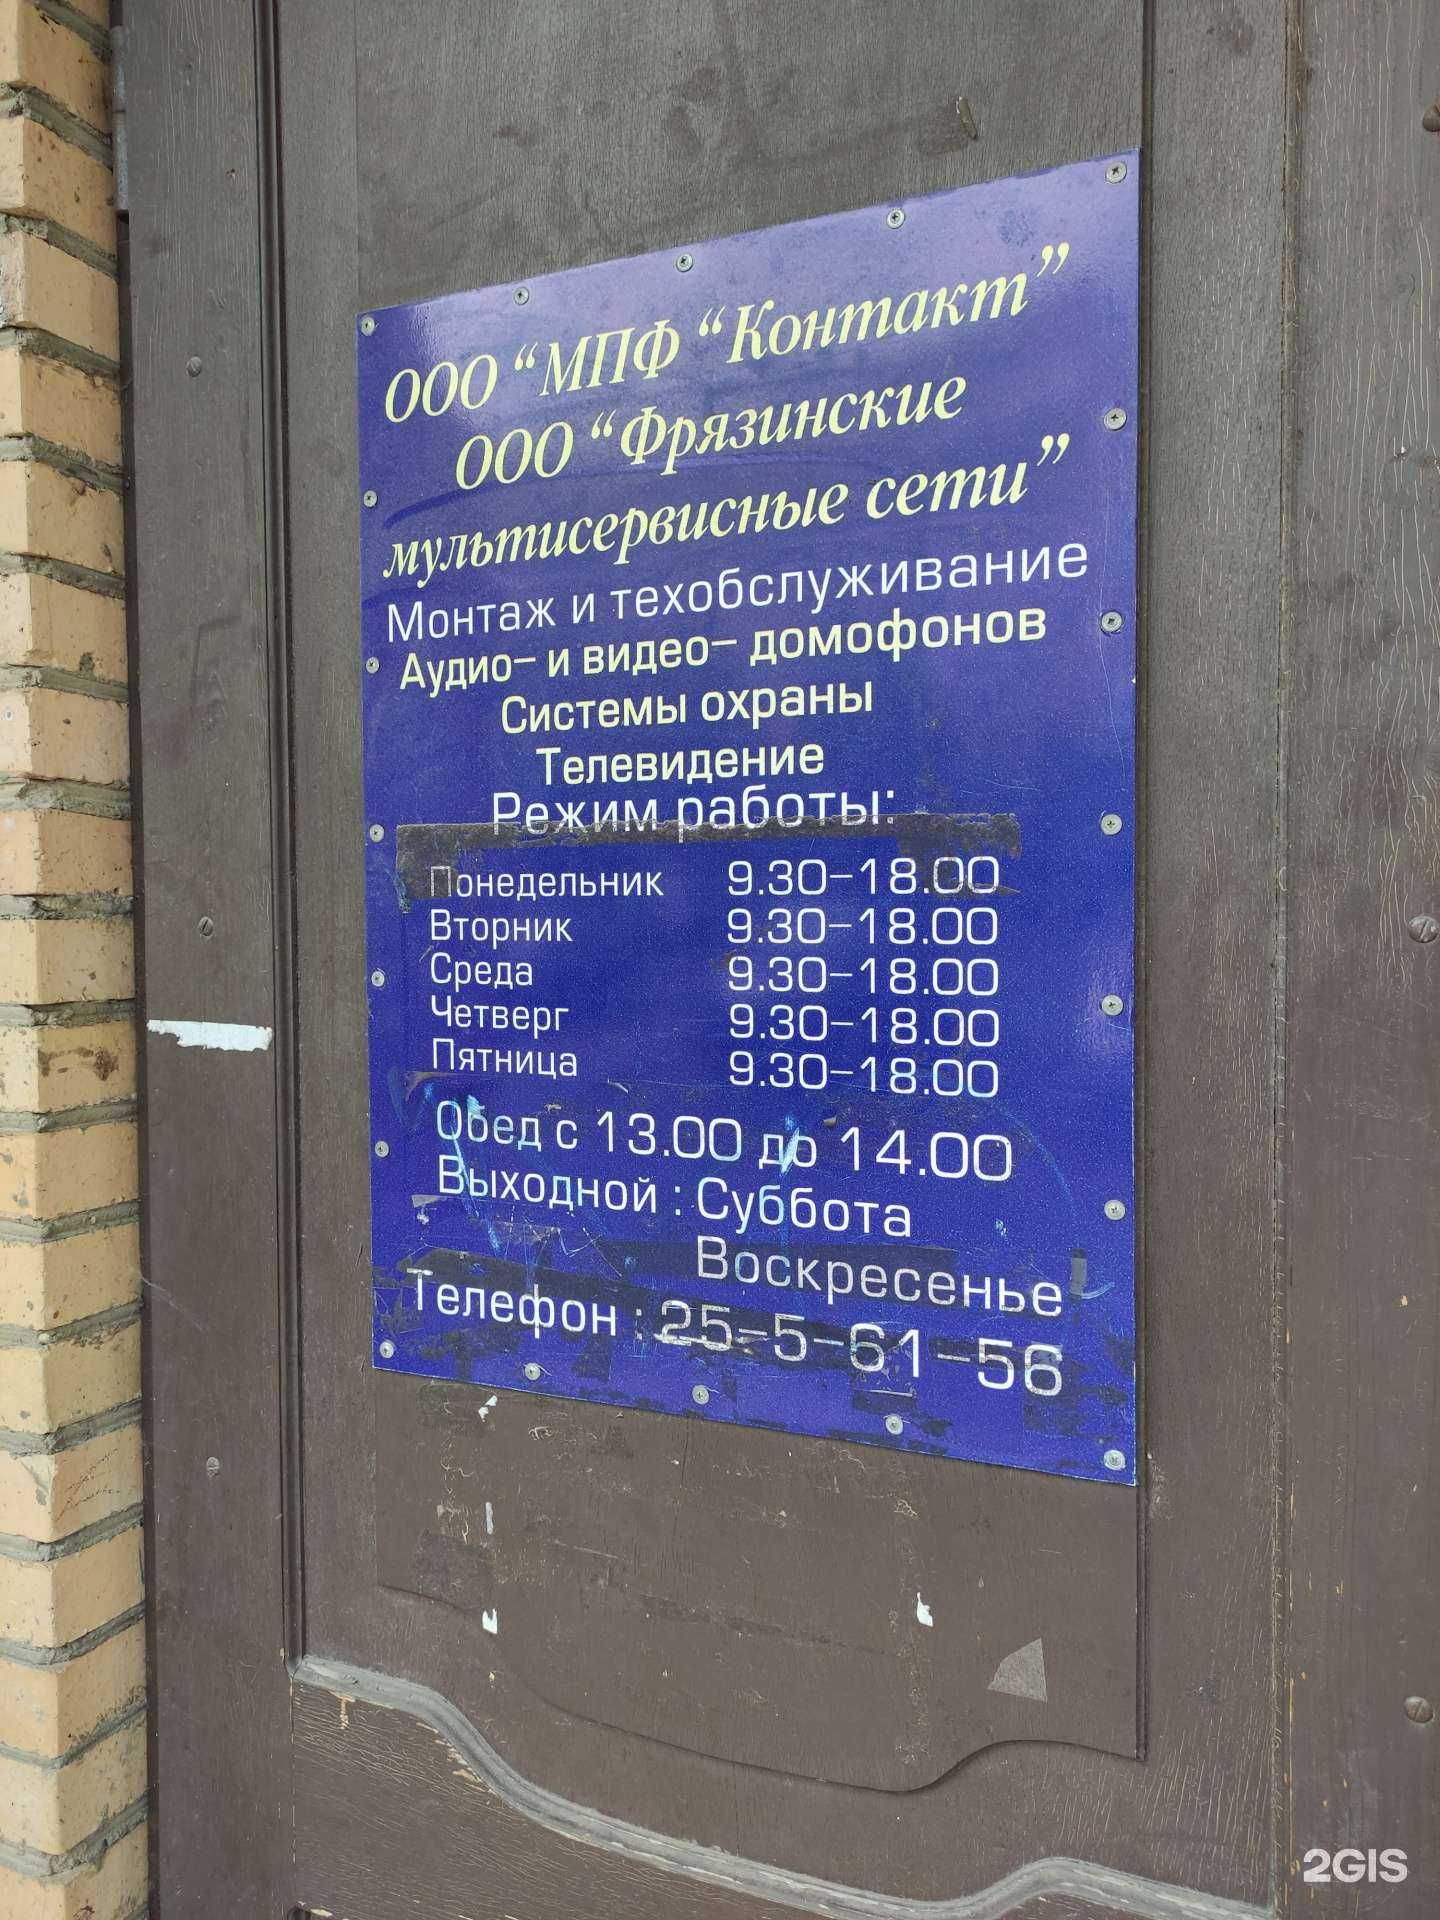 ООО “МПФ “Контакт”
ООО “Фрязинские
мультисервисные сети”
Монтаж и техобслуживание
Аудио– и видео– домофонов
Системы охраны
Телевидение
Режим работы:
Понедельник 9.30–18.00
Вторник 9.30–18.00
Среда 9.30–18.00
Четверг 9.30–18.00
Пятница 9.30–18.00
Обед с 13.00 до 14.00
Выходной : Суббота
Воскресенье
Телефон : 25–5–61–56
2GIS